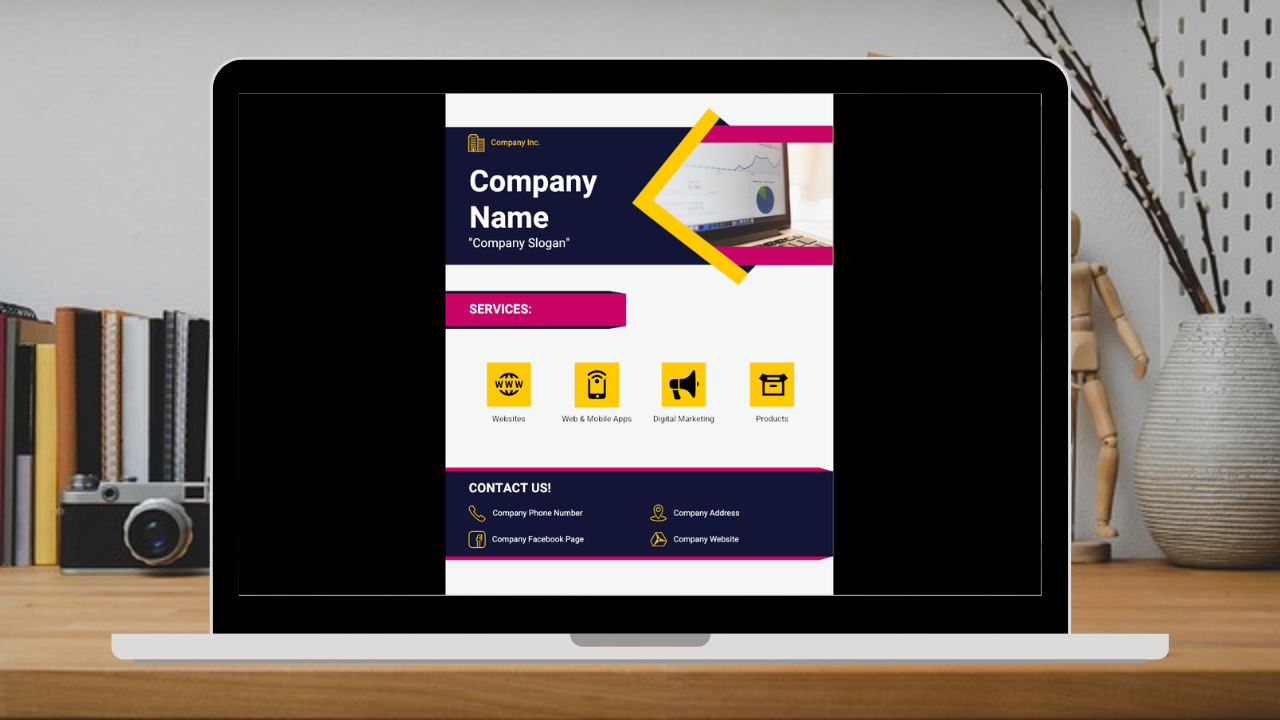 Company Inc.
Company
Name
"Company Slogan"
SERVICES:
WWW
Websites
Web & Mobile Apps
Digital Marketing
Products
CONTACT US!
Company Phone Number
Company Address
Company Facebook Page
Company Website